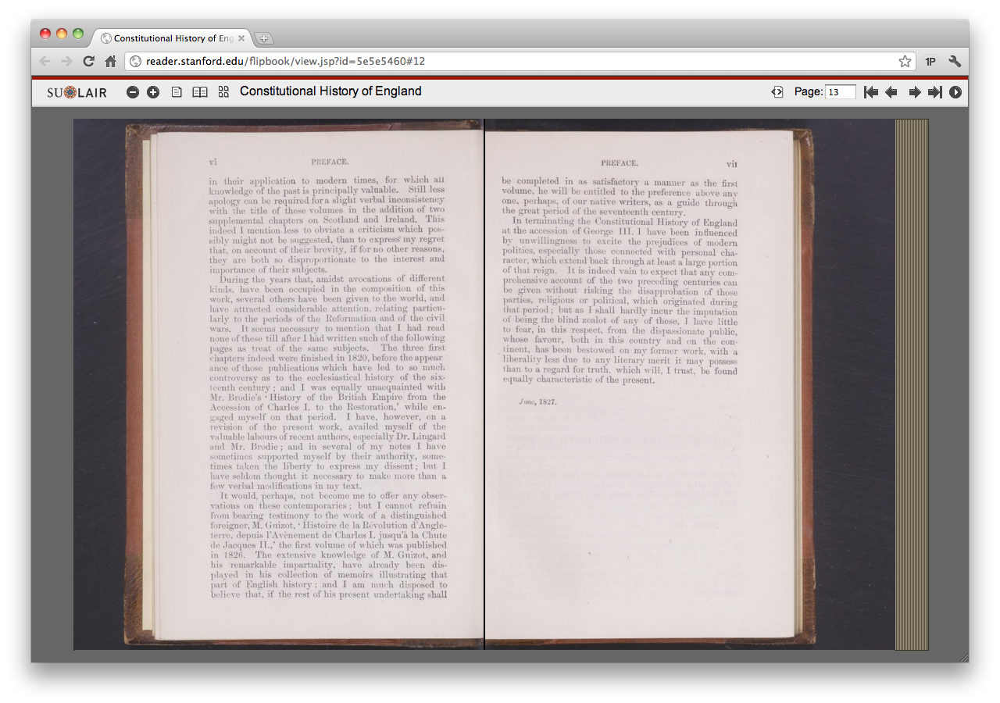 Constitutional History of Eng
reader.stanford.edu/flipbook/view.jsp?id=5e5e5460#12
1P
SULAIR
Constitutional History of England
Page: 13
vi
PREFACE.
in their application to modern times, for which all
knowledge of the past is principally valuable. Still less
apology can be required for a slight verbal inconsistency
with the title of these volumes in the addition of two
supplemental chapters on Scotland and Ireland. This
indeed I mention less to obviate a criticism which pos-
sibly might not be suggested, than to express my regret
that, on account of their brevity, if for no other reasons,
they are both so disproportionate to the interest and
importance of their subjects.
During the years that, amidst avocations of different
kinds, have been occupied in the composition of this
work, several others have been given to the world, and
have attracted considerable attention, relating particu-
larly to the periods of the Reformation and of the civil
wars. It seems necessary to mention that I had read
none of these till after I had written such of the following
pages as treat of the same subjects. The three first
chapters indeed were finished in 1820, before the appear
ance of those publications which have led to so much
controversy as to the ecclesiastical history of the six-
teenth century; and I was equally unacquainted with
Mr. Brodie's ‘History of the British Empire from the
Accession of Charles I. to the Restoration,’ while en-
gaged myself on that period. I have, however, on a
revision of the present work, availed myself of the
valuable labours of recent authors, especially Dr. Lingard
and Mr. Brodie; and in several of my notes I have
sometimes supported myself by their authority, some-
times taken the liberty to express my dissent; but I
have seldom thought it necessary to make more than a
few verbal modifications in my text.
It would, perhaps, not become me to offer any obser-
vations on these contemporaries; but I cannot refrain
from bearing testimony to the work of a distinguished
foreigner, M. Guizot, ‘Histoire de la Révolution d'Angle-
terre, depuis l'Avènement de Charles I. jusqu'à la Chute
de Jacques II.,’ the first volume of which was published
in 1826. The extensive knowledge of M. Guizot, and
his remarkable impartiality, have already been dis-
played in his collection of memoirs illustrating that
part of English history; and I am much disposed to
believe that, if the rest of his present undertaking shall
PREFACE.
vii
be completed in as satisfactory a manner as the first
volume, he will be entitled to the preference above any
one, perhaps, of our native writers, as a guide through
the great period of the seventeenth century.
In terminating the Constitutional History of England
at the accession of George III. I have been influenced
by unwillingness to excite the prejudices of modern
politics, especially those connected with personal cha-
racter, which extend back through at least a large portion
of that reign. It is indeed vain to expect that any com-
prehensive account of the two preceding centuries can
be given without risking the disapprobation of those
parties, religious or political, which originated during
that period; but as I shall hardly incur the imputation
of being the blind zealot of any of these, I have little
to fear, in this respect, from the dispassionate public,
whose favour, both in this country and on the con-
tinent, has been bestowed on my former work, with a
liberality less due to any literary merit it may possess
than to a regard for truth, which will, I trust, be found
equally characteristic of the present.
June, 1827.